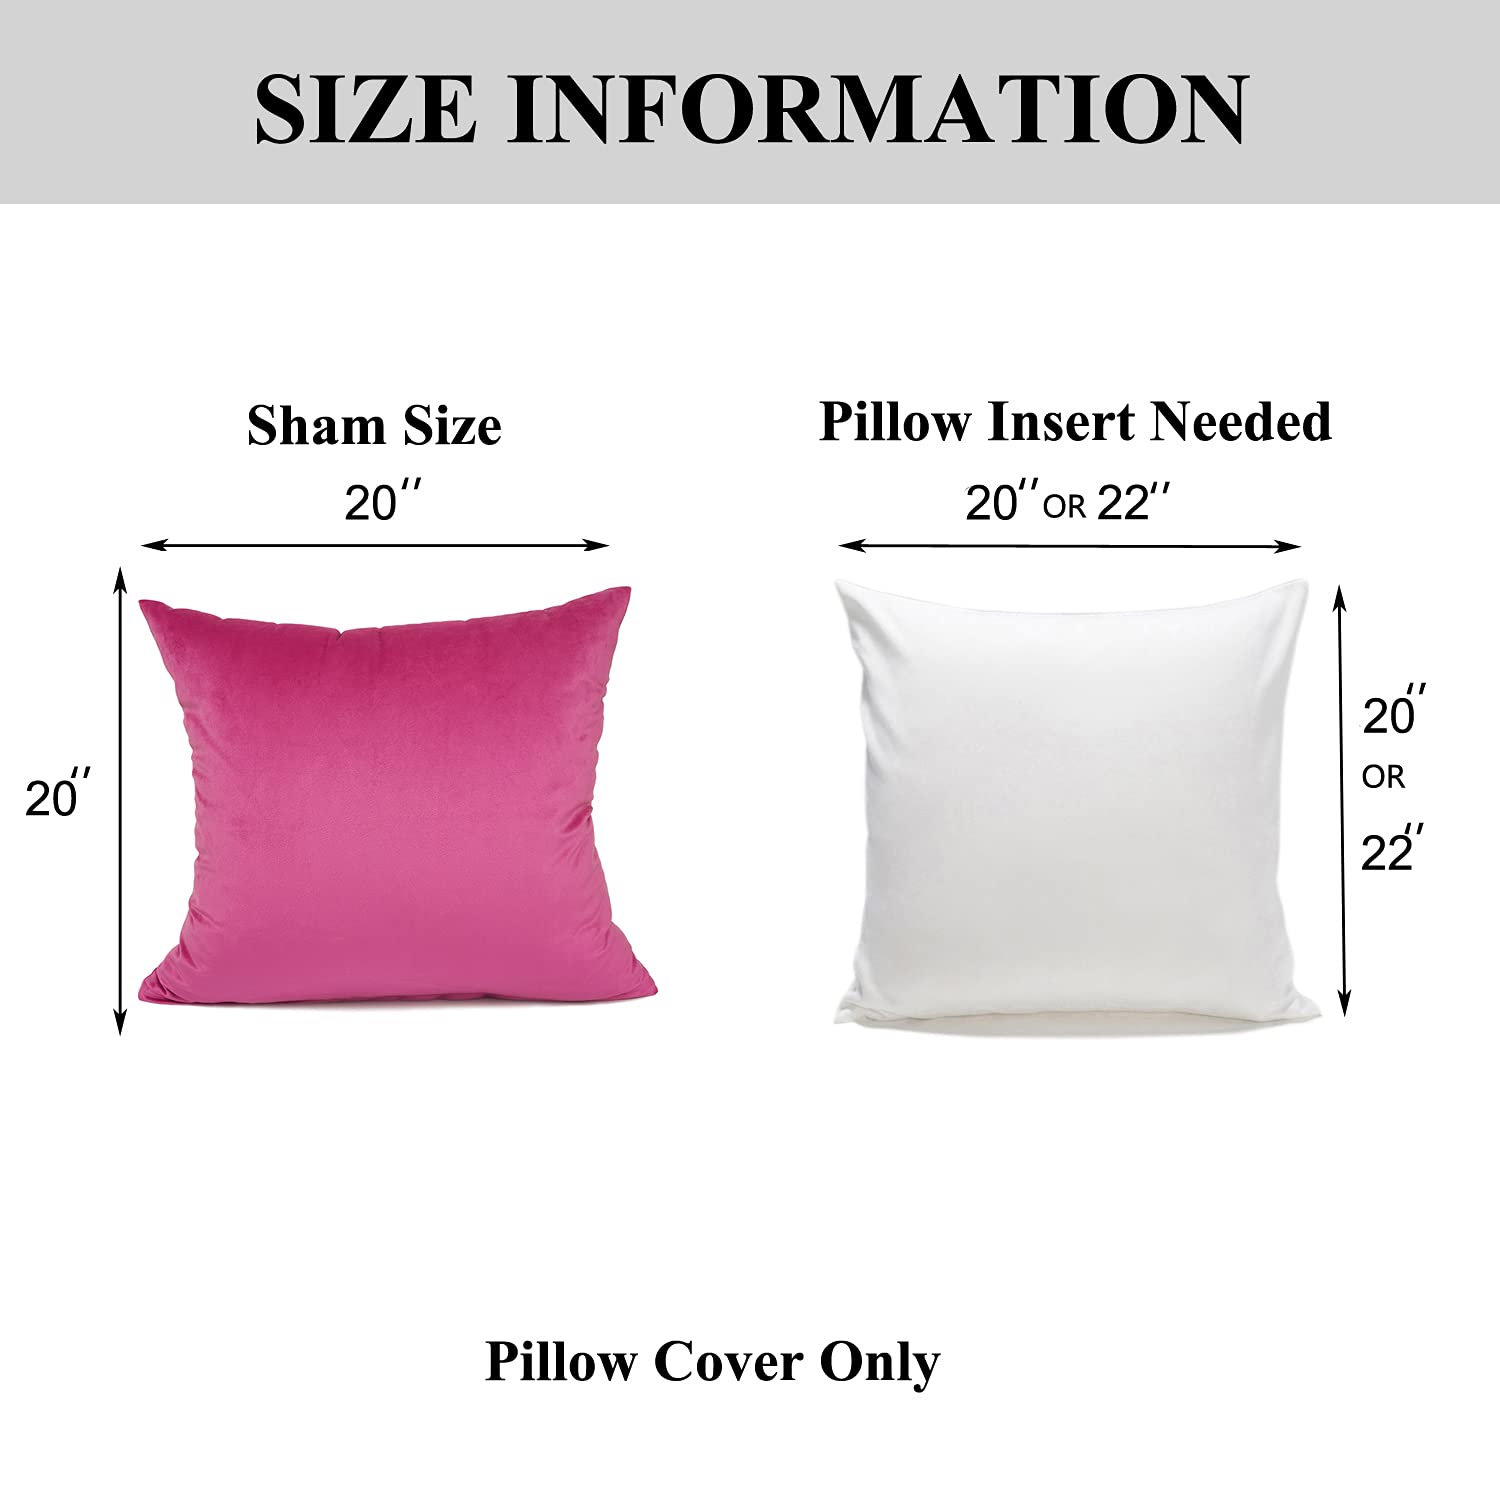 SIZE INFORMATION
Sham Size
20''
20''
Pillow Insert Needed
20'' OR 22''
20''
OR
22''
Pillow Cover Only